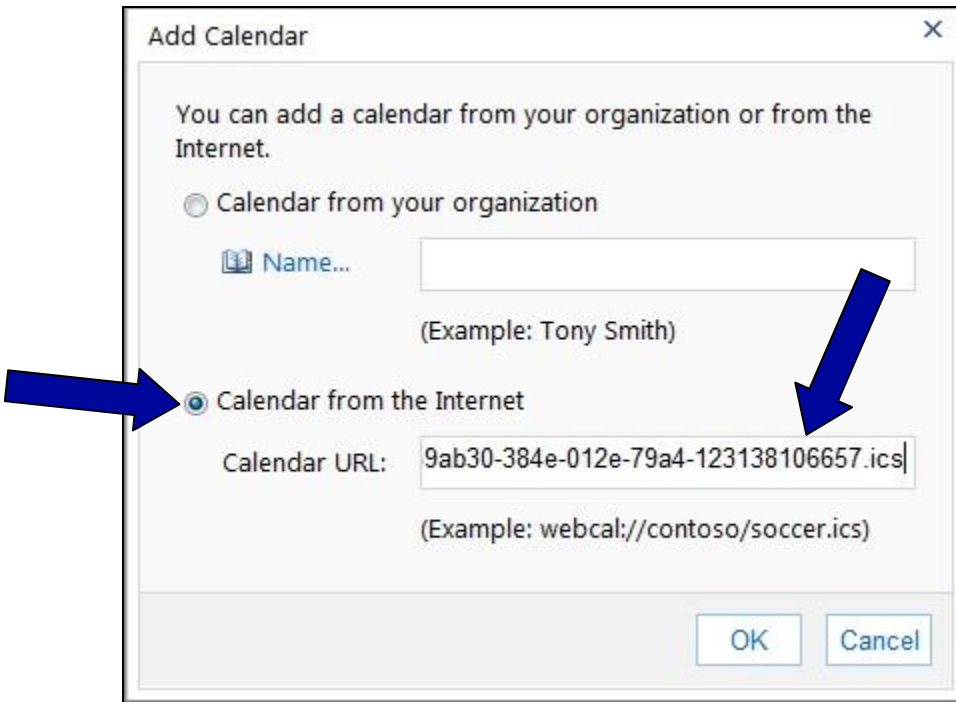 Add Calendar
You can add a calendar from your organization or from the
Internet.
Calendar from your organization
Name...
(Example: Tony Smith)
Calendar from the Internet
Calendar URL: 9ab30-384e-012e-79a4-123138106657.ics
(Example: webcal://contoso/soccer.ics)
OK Cancel